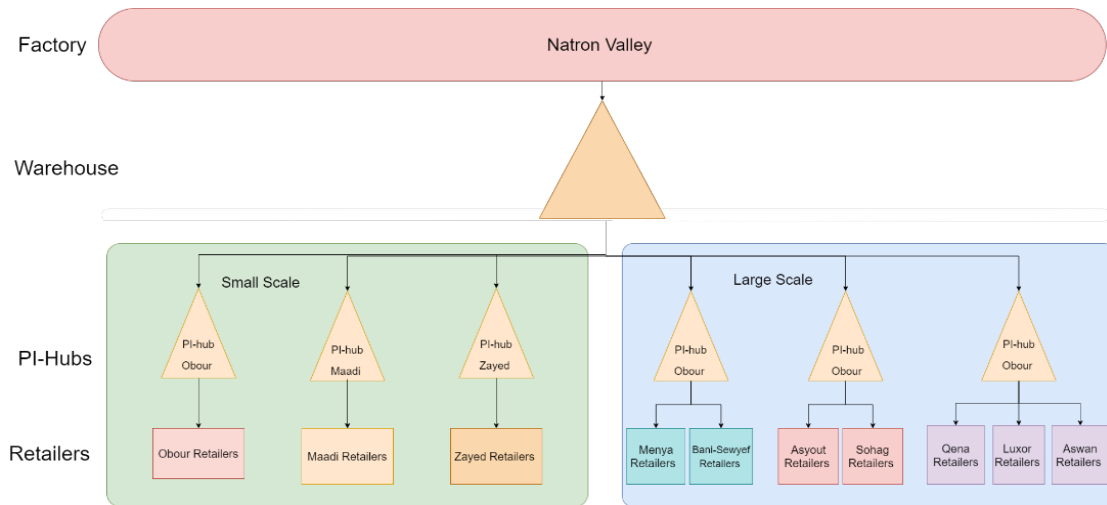 Factory
Natron Valley
Warehouse
Small Scale
Large Scale
PI-Hubs
PI-hub
Obour
PI-hub
Maadi
PI-hub
Zayed
PI-hub
Obour
PI-hub
Obour
PI-hub
Obour
Retailers
Obour Retailers
Maadi Retailers
Zayed Retailers
Menya
Retailers
Bani-Sewyef
Retailers
Asyout
Retailers
Sohag
Retailers
Qena
Retailers
Luxor
Retailers
Aswan
Retailers